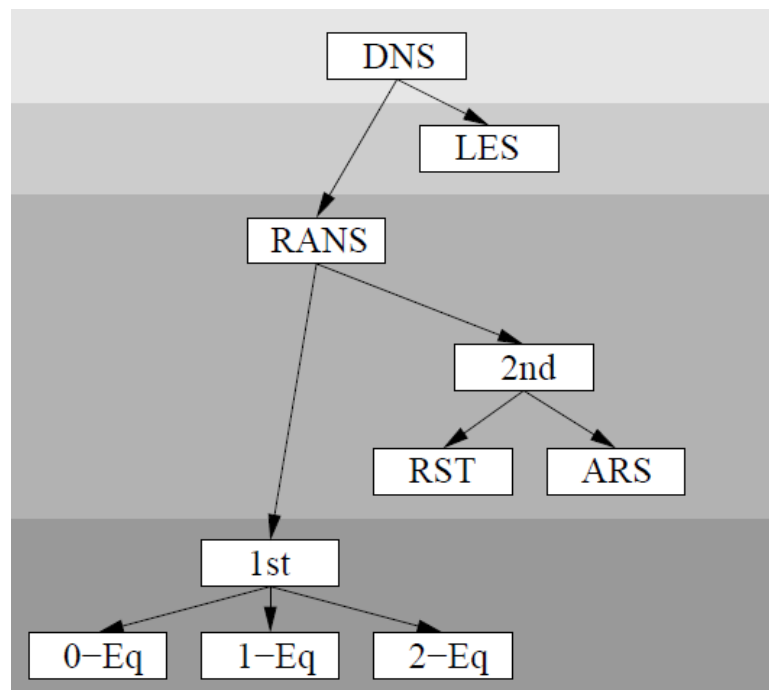 DNS
LES
RANS
2nd
RST
ARS
1st
0−Eq
1−Eq
2−Eq